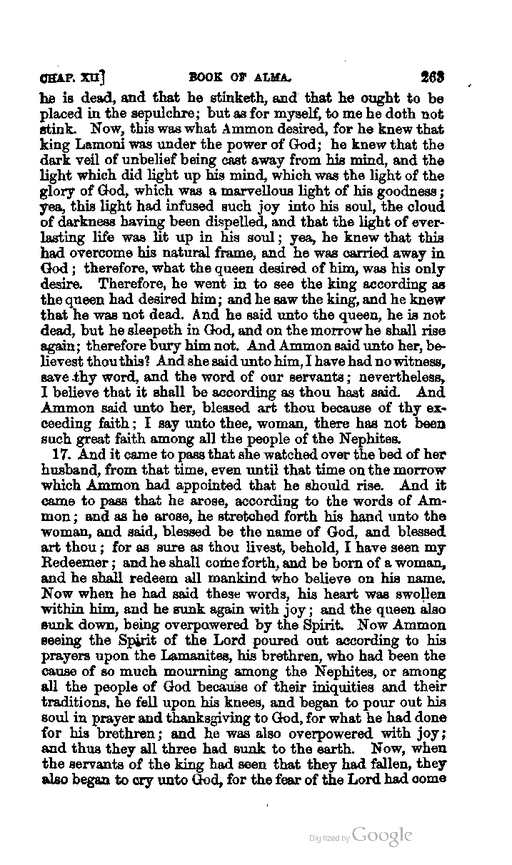 CHAP. XII] BOOK OF ALMA. 263
he is dead, and that he stinketh, and that he ought to be
placed in the sepulchre; but as for myself, to me he doth not
stink. Now, this was what Ammon desired, for he knew that
king Lamoni was under the power of God; he knew that the
dark veil of unbelief being cast away from his mind, and the
light which did light up his mind, which was the light of the
glory of God, which was a marvellous light of his goodness;
yea, this light had infused such joy into his soul, the cloud
of darkness having been dispelled, and that the light of ever-
lasting life was lit up in his soul; yea, he knew that this
had overcome his natural frame, and he was carried away in
God; therefore, what the queen desired of him, was his only
desire. Therefore, he went in to see the king according as
the queen had desired him; and he saw the king, and he knew
that he was not dead. And he said unto the queen, he is not
dead, but he sleepeth in God, and on the morrow he shall rise
again; therefore bury him not. And Ammon said unto her, be-
lievest thou this? And she said unto him, I have had no witness,
save thy word, and the word of our servants; nevertheless,
I believe that it shall be according as thou hast said. And
Ammon said unto her, blessed art thou because of thy ex-
ceeding faith; I say unto thee, woman, there has not been
such great faith among all the people of the Nephites.
17. And it came to pass that she watched over the bed of her
husband, from that time, even until that time on the morrow
which Ammon had appointed that he should rise. And it
came to pass that he arose, according to the words of Am-
mon; and as he arose, he stretched forth his hand unto the
woman, and said, blessed be the name of God, and blessed
art thou; for as sure as thou livest, behold, I have seen my
Redeemer; and he shall come forth, and be born of a woman,
and he shall redeem all mankind who believe on his name.
Now when he had said these words, his heart was swollen
within him, and he sunk again with joy; and the queen also
sunk down, being overpowered by the Spirit. Now Ammon
seeing the Spirit of the Lord poured out according to his
prayers upon the Lamanites, his brethren, who had been the
cause of so much mourning among the Nephites, or among
all the people of God because of their iniquities and their
traditions, he fell upon his knees, and began to pour out his
soul in prayer and thanksgiving to God, for what he had done
for his brethren; and he was also overpowered with joy;
and thus they all three had sunk to the earth. Now, when
the servants of the king had seen that they had fallen, they
also began to cry unto God, for the fear of the Lord had come
Digitized by Google